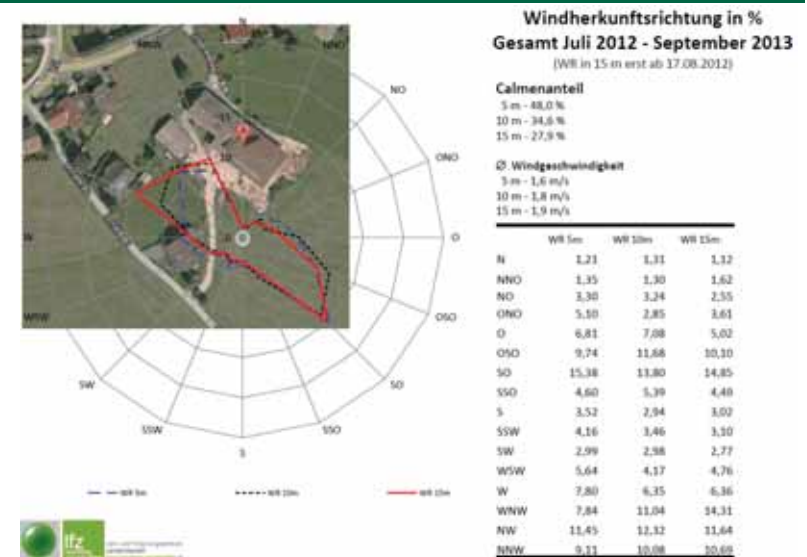 Windherkunftsrichtung in %
Gesamt Juli 2012 - September 2013
(WR in 15 m erst ab 17.08.2012)
Calmenanteil
5 m - 48,0 %
10 m - 34,6 %
15 m - 27,9 %
Ø Windgeschwindigkeit
5 m - 1,6 m/s
10 m - 1,8 m/s
15 m - 1,9 m/s
WR 5m WR 10m WR 15m
N 1,21 1,31 1,12
NNO 1,35 1,30 1,62
NO 3,30 3,24 2,55
ONO 5,10 2,85 3,61
O 6,81 7,08 5,02
OSO 9,74 11,68 10,10
SO 15,38 13,80 14,85
SSO 4,60 5,39 4,48
S 3,52 2,94 3,02
SSW 4,16 3,46 3,10
SW 2,99 2,98 2,77
WSW 5,64 4,17 4,76
W 7,80 6,35 6,36
WNW 7,84 11,04 14,31
NW 11,45 12,32 11,64
NNW 9,11 10,08 10,69
N
NNO
NO
ONO
O
OSO
SO
SSO
S
SSW
SW
WSW
W
10
WR 5m
WR 10m
WR 15m
lfz